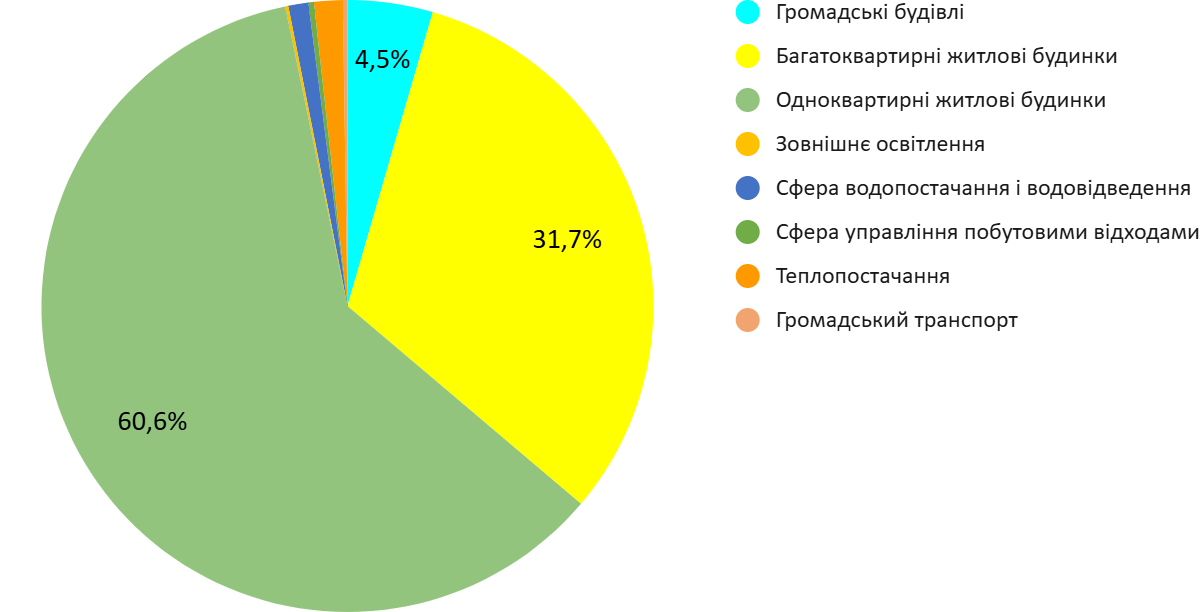 4,5%
31,7%
60,6%
Громадські будівлі
Багатоквартирні житлові будинки
Одноквартирні житлові будинки
Зовнішнє освітлення
Сфера водопостачання і водовідведення
Сфера управління побутовими відходами
Теплопостачання
Громадський транспорт